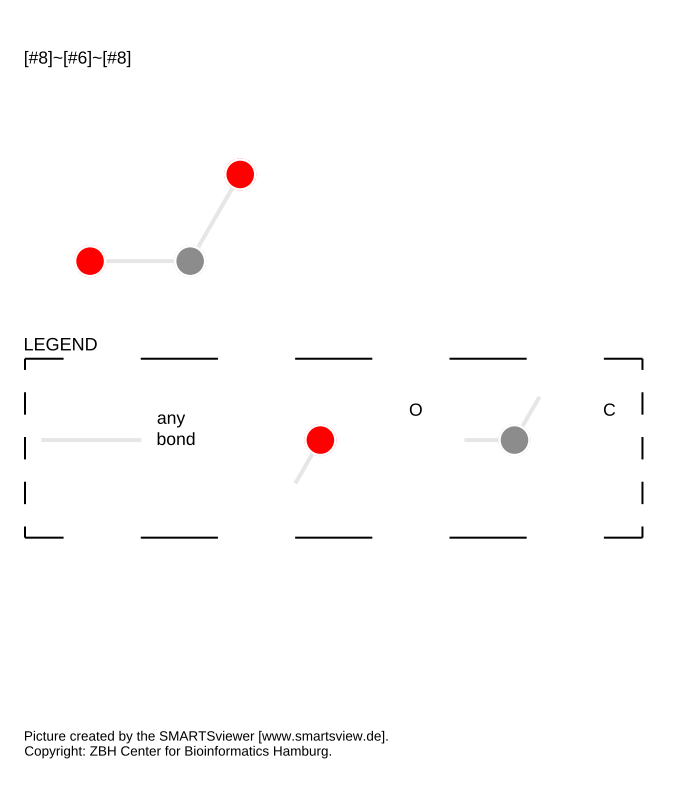 [#8]~[#6]~[#8]
LEGEND
any
bond
O
C
Picture created by the SMARTSviewer [www.smartsview.de].
Copyright: ZBH Center for Bioinformatics Hamburg.